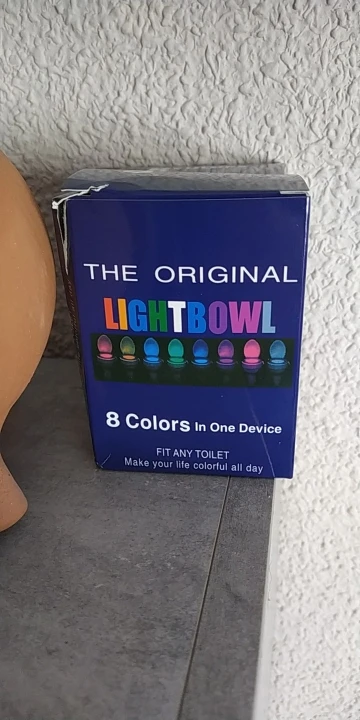 THE ORIGINAL
LIGHTBOWL
8 Colors In One Device
FIT ANY TOILET
Make your life colorful all day